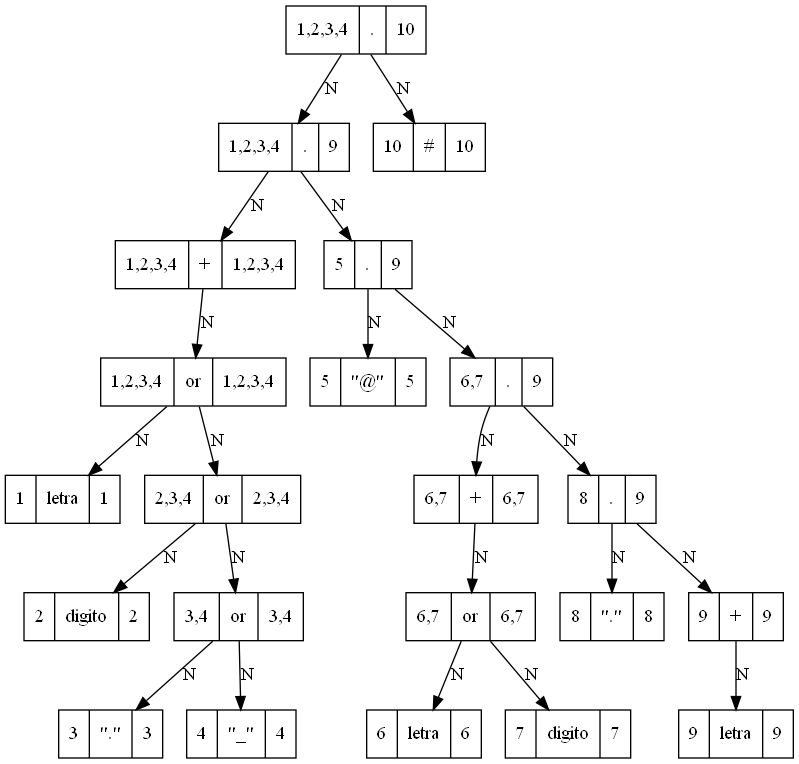 1,2,3,4 . 10
N N
1,2,3,4 . 9 10 # 10
N N
1,2,3,4 + 1,2,3,4 5 . 9
N N N
1,2,3,4 or 1,2,3,4 5 "@" 5 6,7 . 9
N N N N
1 letra 1 2,3,4 or 2,3,4 6,7 + 6,7 8 . 9
N N N N N
2 digito 2 3,4 or 3,4 6,7 or 6,7 8 "." 8 9 + 9
N N N N N
3 "." 3 4 "_" 4 6 letra 6 7 digito 7 9 letra 9